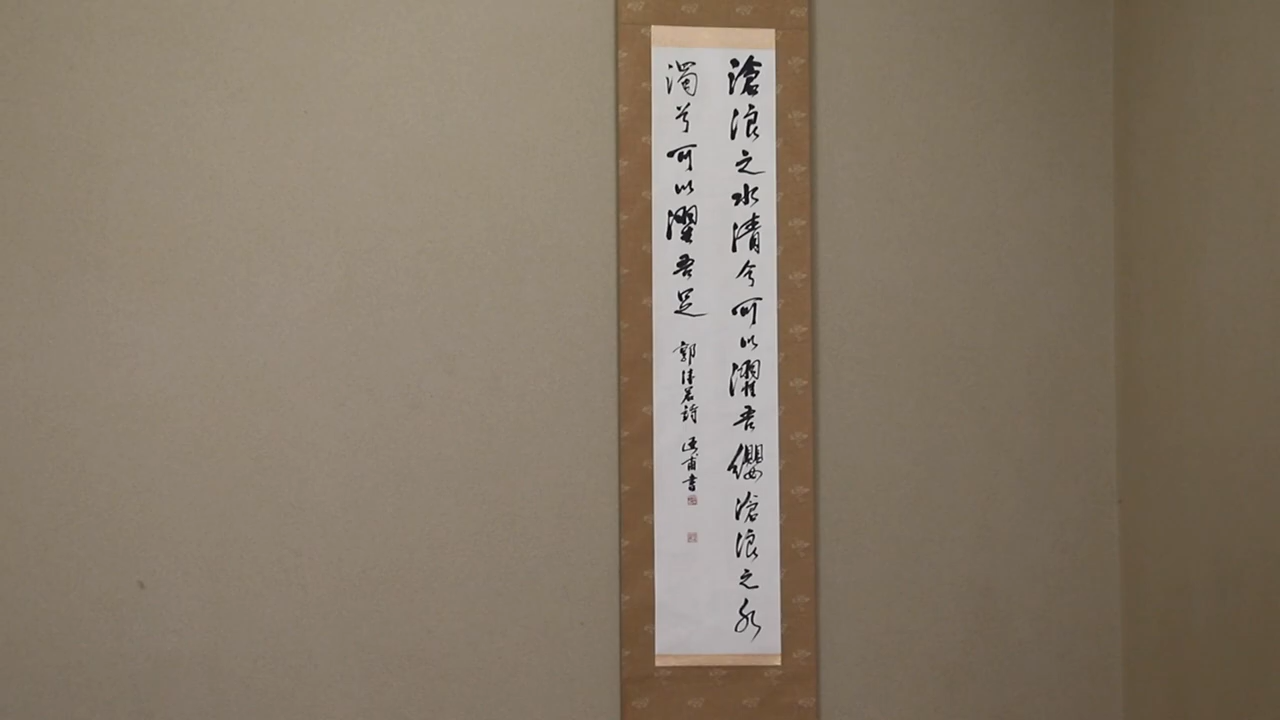 滄浪之水清兮可以濯吾纓滄浪之水
濁兮可以濯吾足 郭沫若詩 甫書